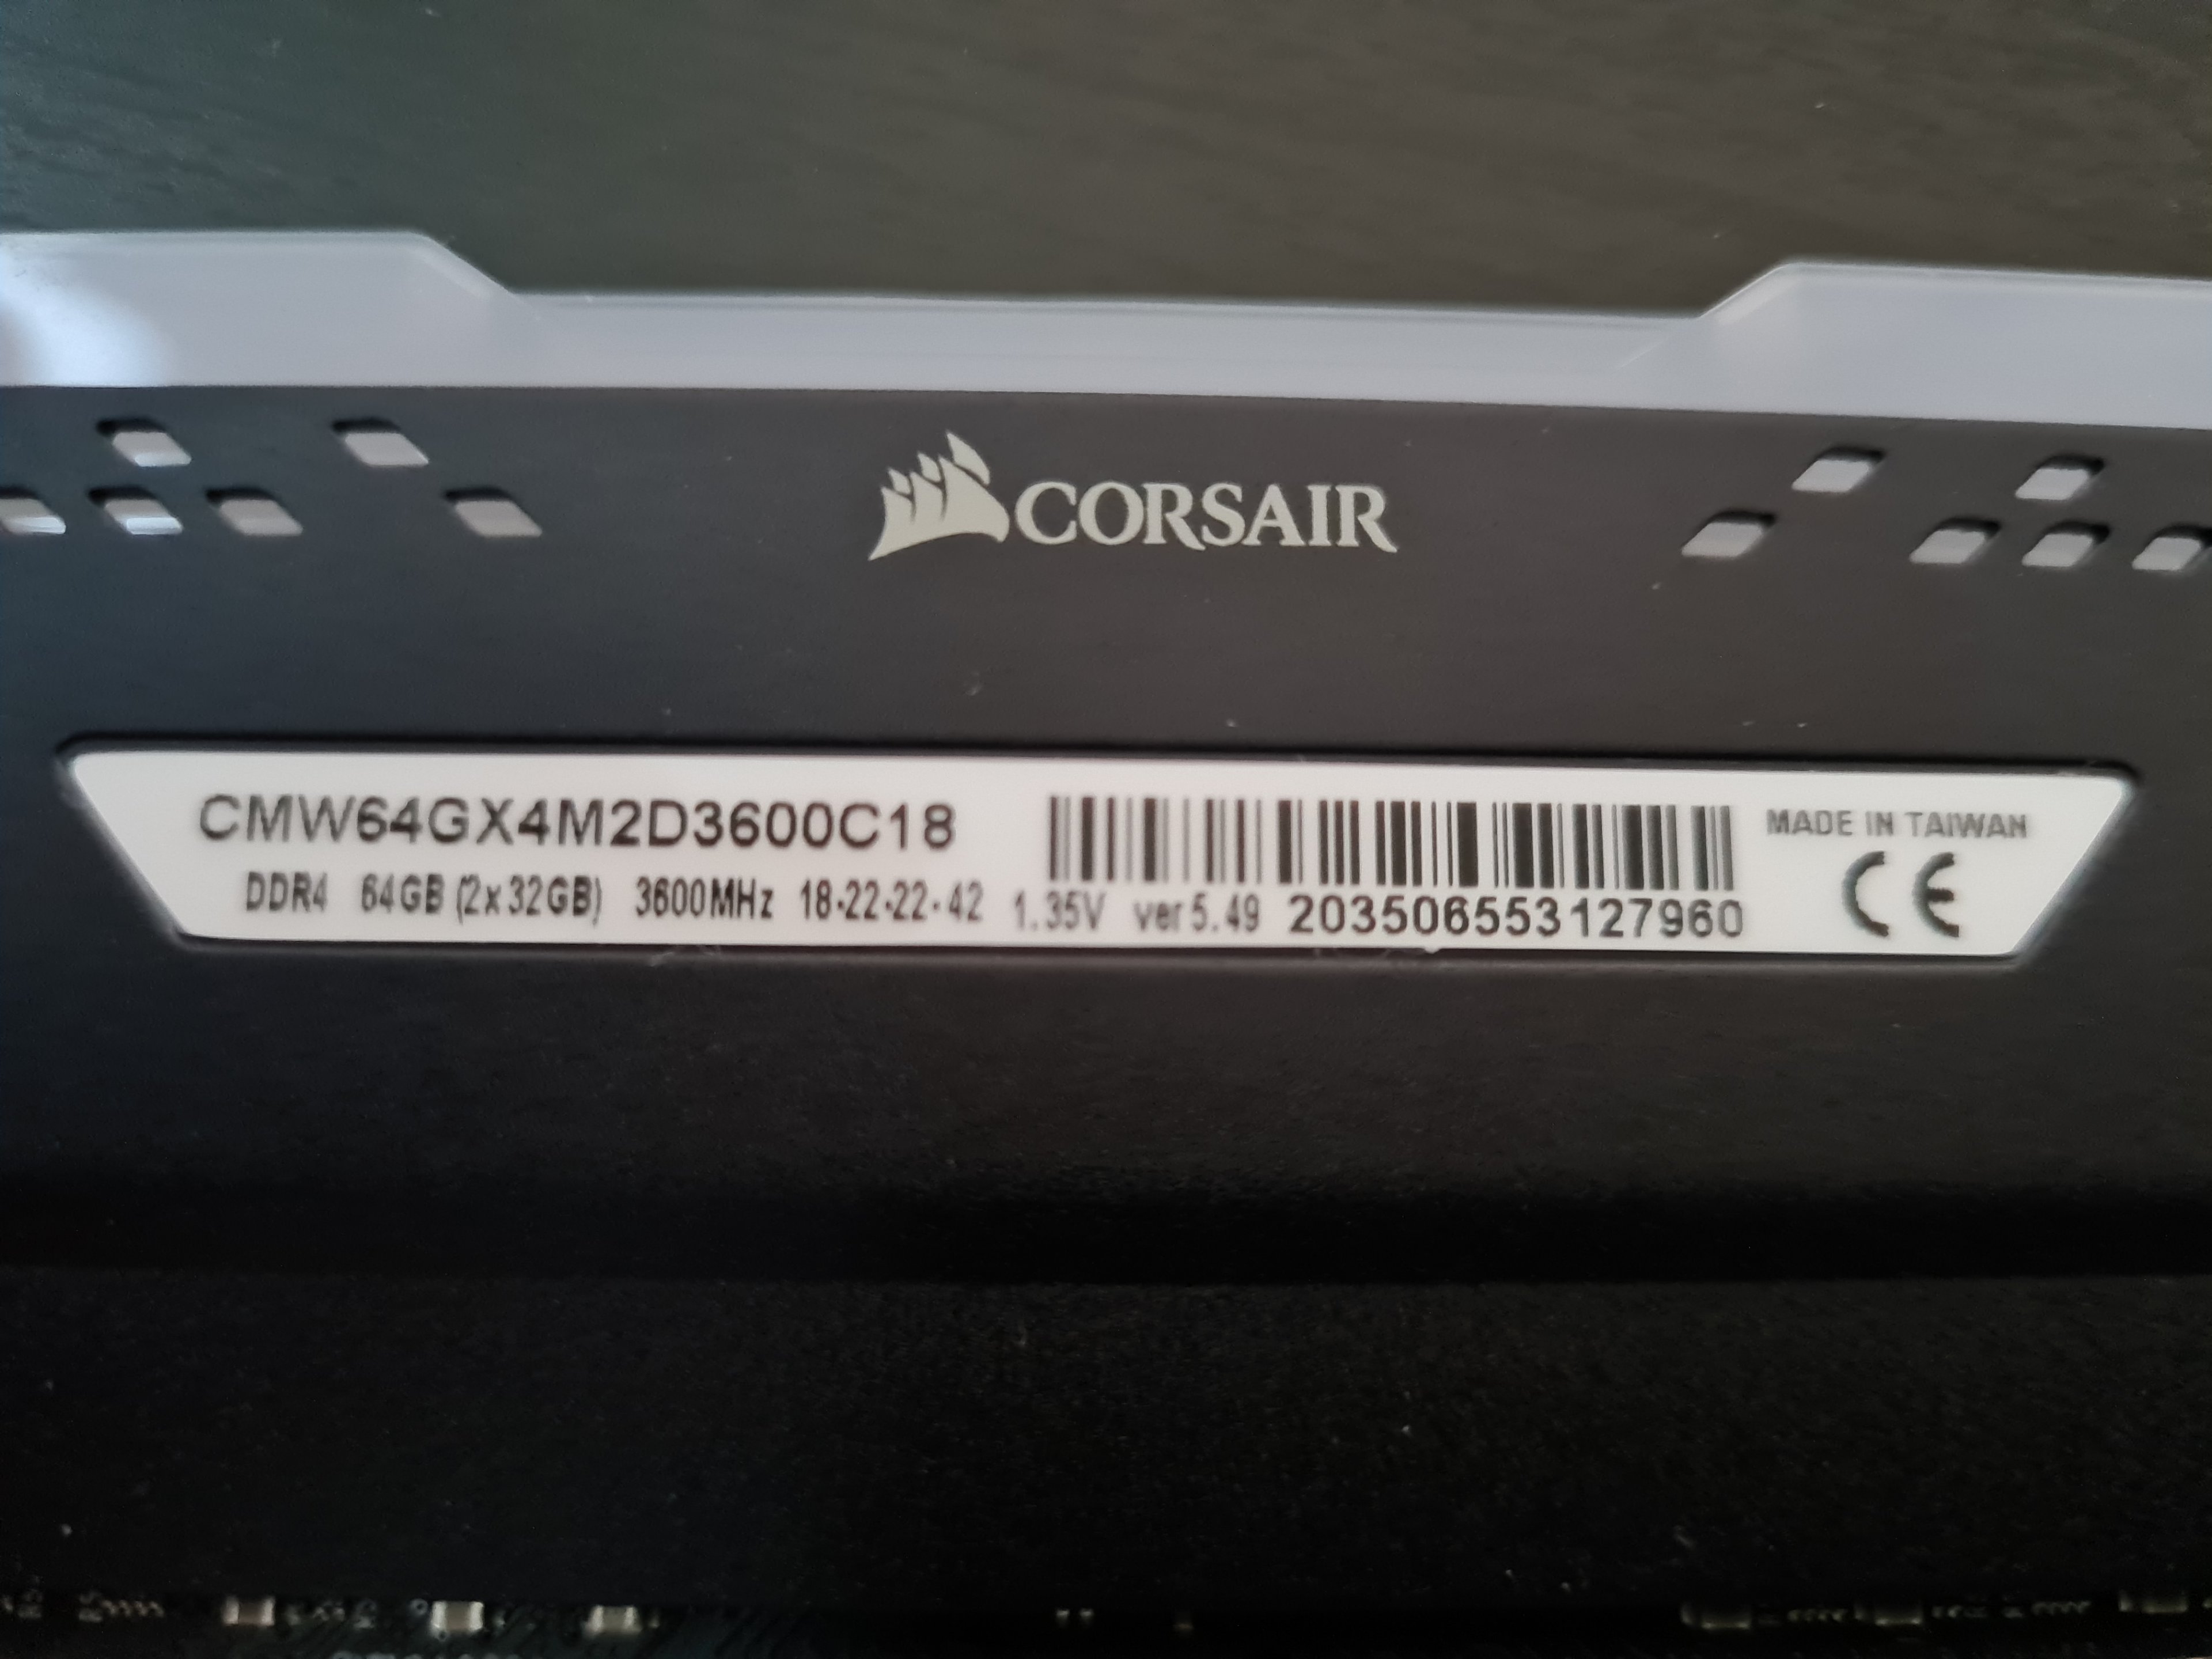 CORSAIR
CMW64GX4M2D3600C18
DDR4 64GB (2x32GB) 3600MHz 18-22-22-42 1.35V ver5.49 203506553127960
MADE IN TAIWAN
CE